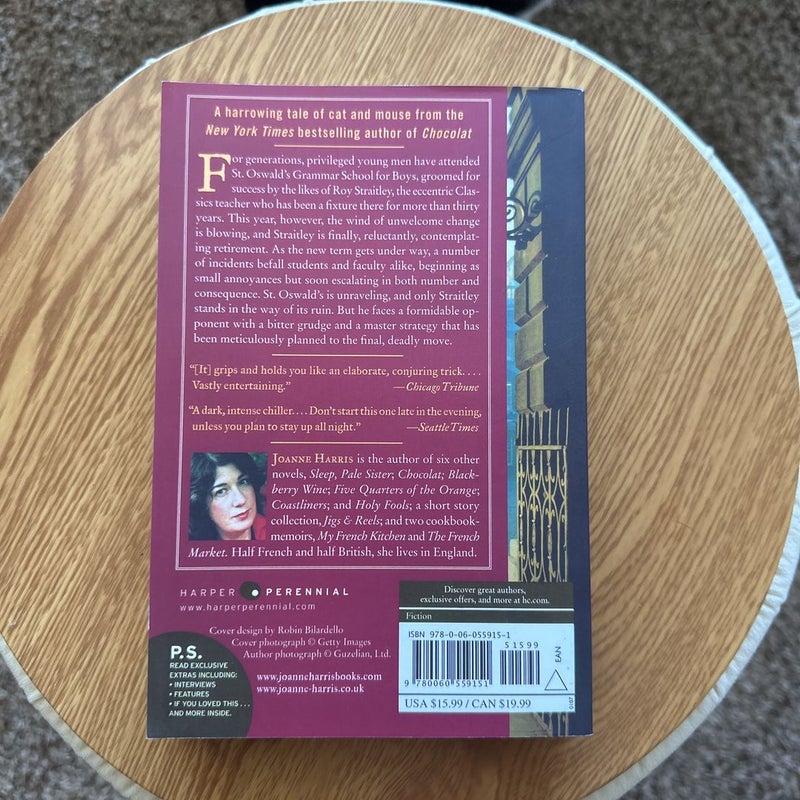 A harrowing tale of cat and mouse from the
New York Times bestselling author of Chocolat
For generations, privileged young men have attended
St. Oswald's Grammar School for Boys, groomed for
success by the likes of Roy Straitley, the eccentric Clas-
sics teacher who has been a fixture there for more than thirty
years. This year, however, the wind of unwelcome change
is blowing, and Straitley is finally, reluctantly, contemplat-
ing retirement. As the new term gets under way, a number
of incidents befall students and faculty alike, beginning as
small annoyances but soon escalating in both number and
consequence. St. Oswald's is unraveling, and only Straitley
stands in the way of its ruin. But he faces a formidable op-
ponent with a bitter grudge and a master strategy that has
been meticulously planned to the final, deadly move.
“[It] grips and holds you like an elaborate, conjuring trick. . . .
Vastly entertaining.” —Chicago Tribune
“A dark, intense chiller. . . . Don't start this one late in the evening,
unless you plan to stay up all night.” —Seattle Times
JOANNE HARRIS is the author of six other
novels, Sleep, Pale Sister; Chocolat; Black-
berry Wine; Five Quarters of the Orange;
Coastliners; and Holy Fools; a short story
collection, Jigs & Reels; and two cookbook-
memoirs, My French Kitchen and The French
Market. Half French and half British, she lives in England.
HARPER PERENNIAL
www.harperperennial.com
Cover design by Robin Bilardello
Cover photograph © Getty Images
Author photograph © Guzelian, Ltd.
www.joanneharrisbooks.com
www.joanne-harris.co.uk
P.S.
READ EXCLUSIVE
EXTRAS INCLUDING:
• INTERVIEWS
• FEATURES
• IF YOU LOVED THIS . . .
AND MORE INSIDE.
Discover great authors,
exclusive offers, and more at hc.com.
Fiction
ISBN 978-0-06-055915-1
51599
EAN
9 780060 559151
USA $15.99 / CAN $19.99
0107